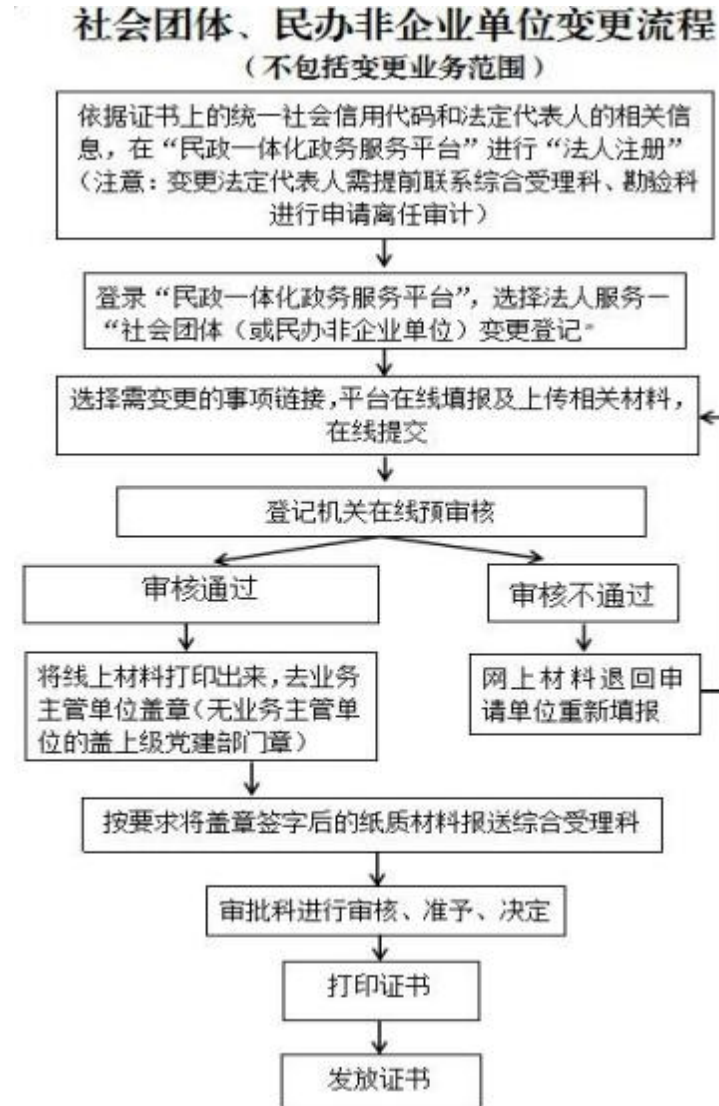 社会团体、民办非企业单位变更流程
（不包括变更业务范围）
依据证书上的统一社会信用代码和法定代表人的相关信
息，在“民政一体化政务服务平台”进行“法人注册”
（注意：变更法定代表人需提前联系综合受理科、勘验科
进行申请离任审计）
登录“民政一体化政务服务平台”，选择法人服务—
“社会团体（或民办非企业单位）变更登记”
选择需变更的事项链接，平台在线填报及上传相关材料，
在线提交
登记机关在线预审核
审核通过
审核不通过
将线上材料打印出来，去业务
主管单位盖章（无业务主管单
位的盖上级党建部门章）
网上材料退回申
请单位重新填报
按要求将盖章签字后的纸质材料报送综合受理科
审批科进行审核、准予、决定
打印证书
发放证书